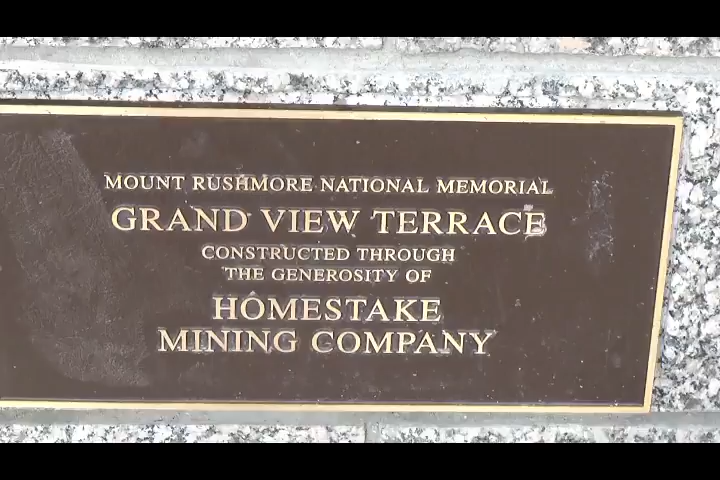 MOUNT RUSHMORE NATIONAL MEMORIAL
GRAND VIEW TERRACE
CONSTRUCTED THROUGH
THE GENEROSITY OF
HOMESTAKE
MINING COMPANY